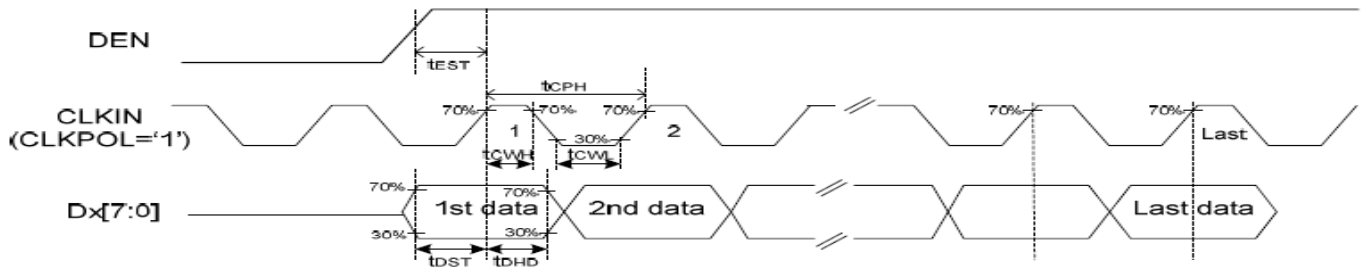 DEN
tEST
tCPH
CLKIN
(CLKPOL='1')
70%
70%
70%
70%
70%
1
2
Last
30%
tCWH
tCWL
70%
70%
Dx[7:0]
1st data
2nd data
Last data
30%
30%
tDST
tDHD